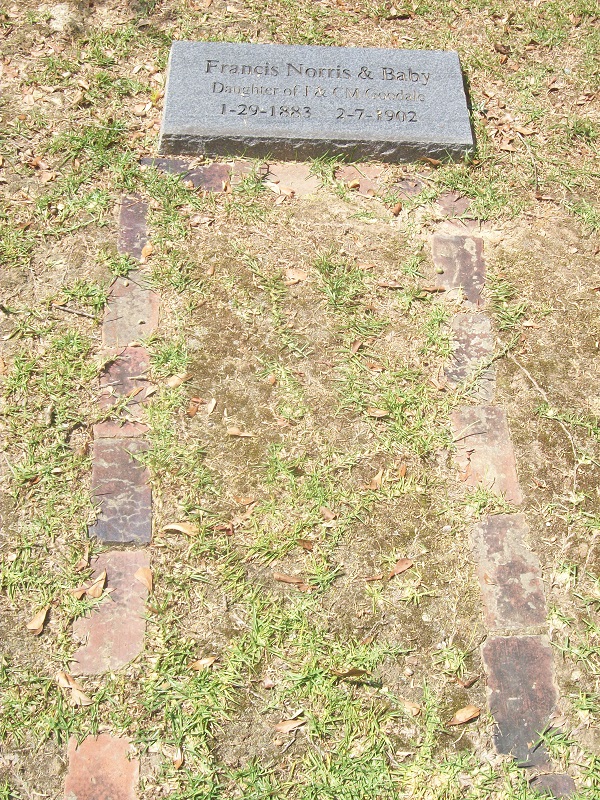 Francis Norris & Baby
Daughter of J & CM Goodale
1-29-1883 2-7-1902